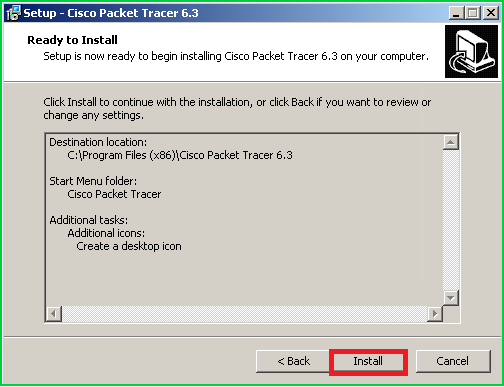 Setup - Cisco Packet Tracer 6.3
Ready to Install
Setup is now ready to begin installing Cisco Packet Tracer 6.3 on your computer.
Click Install to continue with the installation, or click Back if you want to review or
change any settings.
Destination location:
C:\Program Files (x86)\Cisco Packet Tracer 6.3
Start Menu folder:
Cisco Packet Tracer
Additional tasks:
Additional icons:
Create a desktop icon
< Back Install Cancel